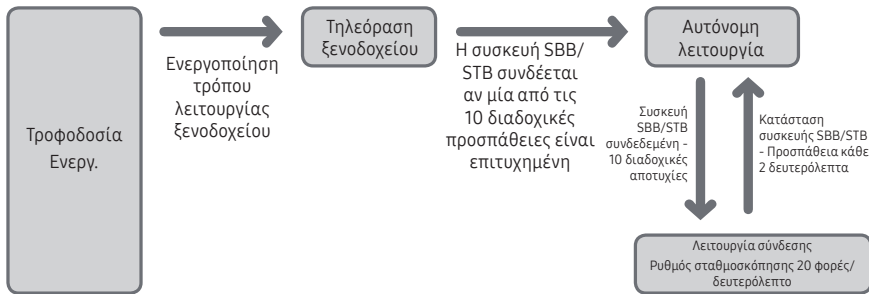 Τροφοδοσία
Ενεργ.
Ενεργοποίηση
τρόπου
λειτουργίας
ξενοδοχείου
Τηλεόραση
ξενοδοχείου
Η συσκευή SBB/
STB συνδέεται
αν μία από τις
10 διαδοχικές
προσπάθειες είναι
επιτυχημένη
Αυτόνομη
λειτουργία
Συσκευή
SBB/STB
συνδεδεμένη -
10 διαδοχικές
αποτυχίες
Κατάσταση
συσκευής SBB/STB
- Προσπάθεια κάθε
2 δευτερόλεπτα
Λειτουργία σύνδεσης
Ρυθμός σταθμοσκόπησης 20 φορές/
δευτερόλεπτο